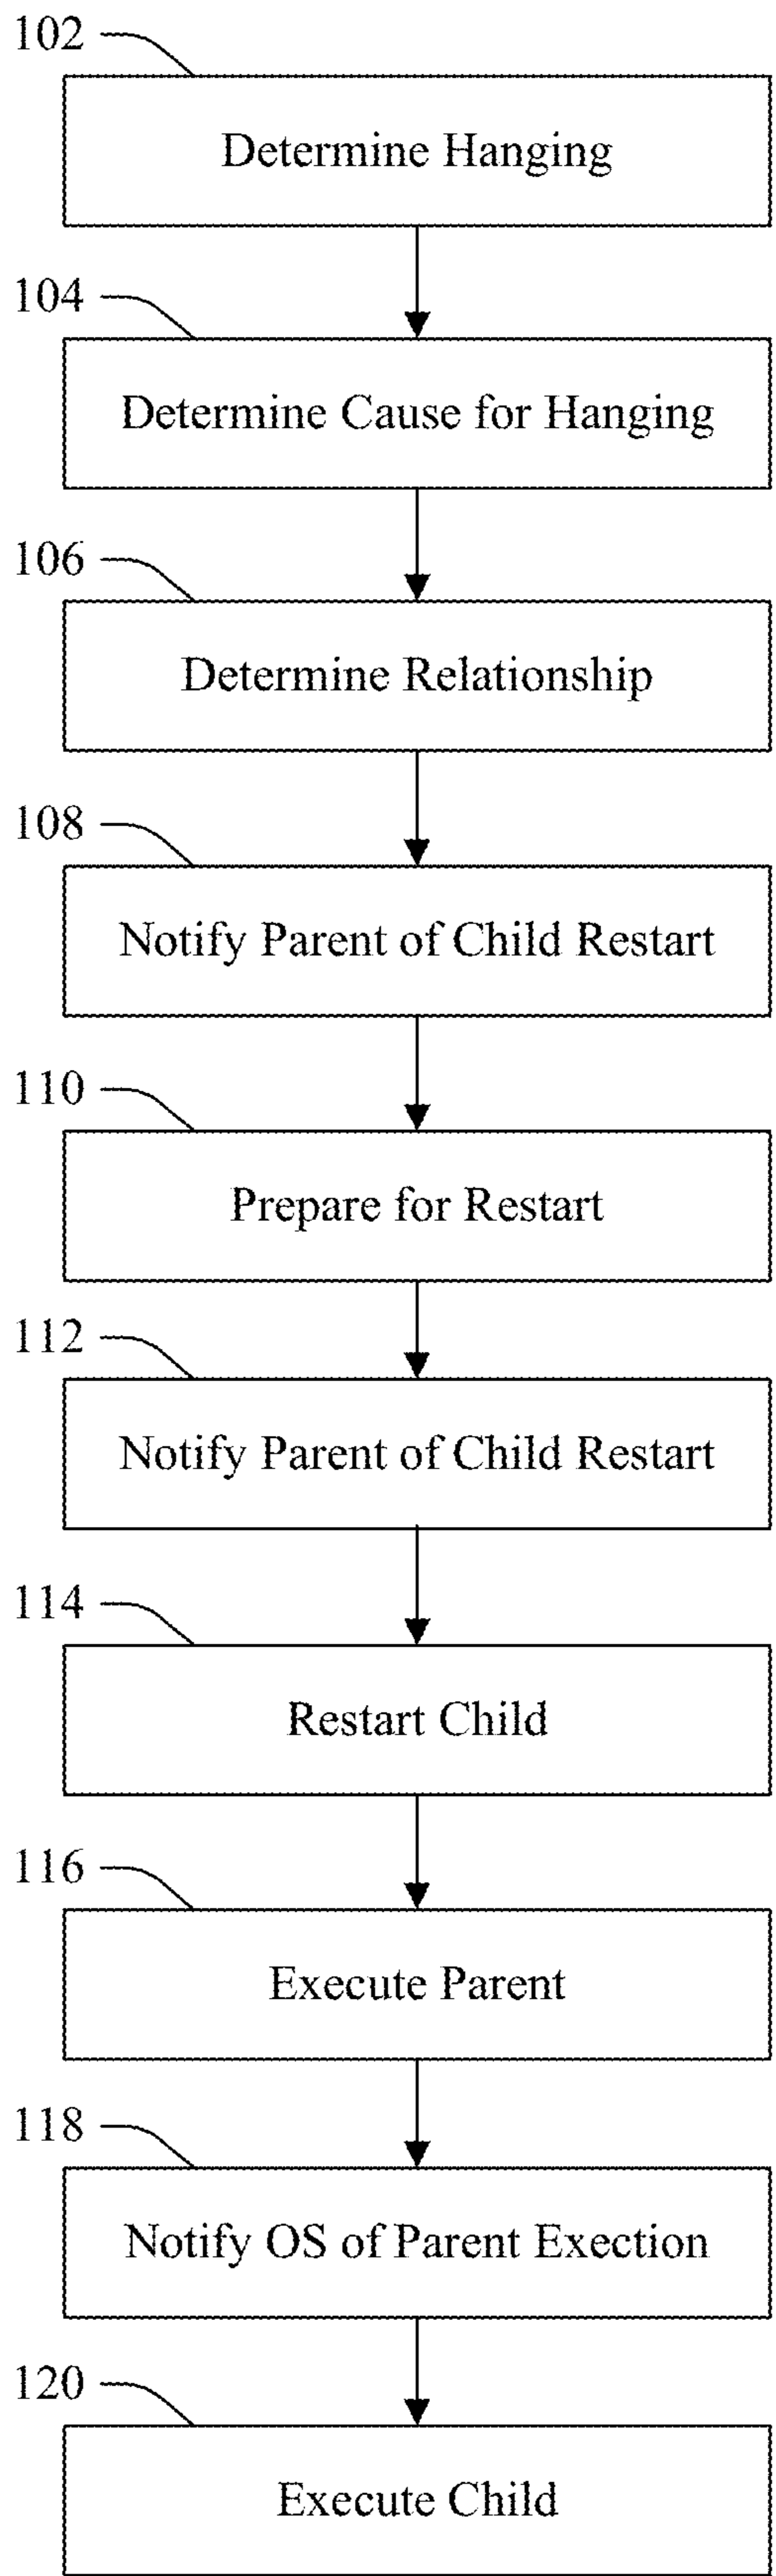 102
Determine Hanging
104
Determine Cause for Hanging
106
Determine Relationship
108
Notify Parent of Child Restart
110
Prepare for Restart
112
Notify Parent of Child Restart
114
Restart Child
116
Execute Parent
118
Notify OS of Parent Exection
120
Execute Child